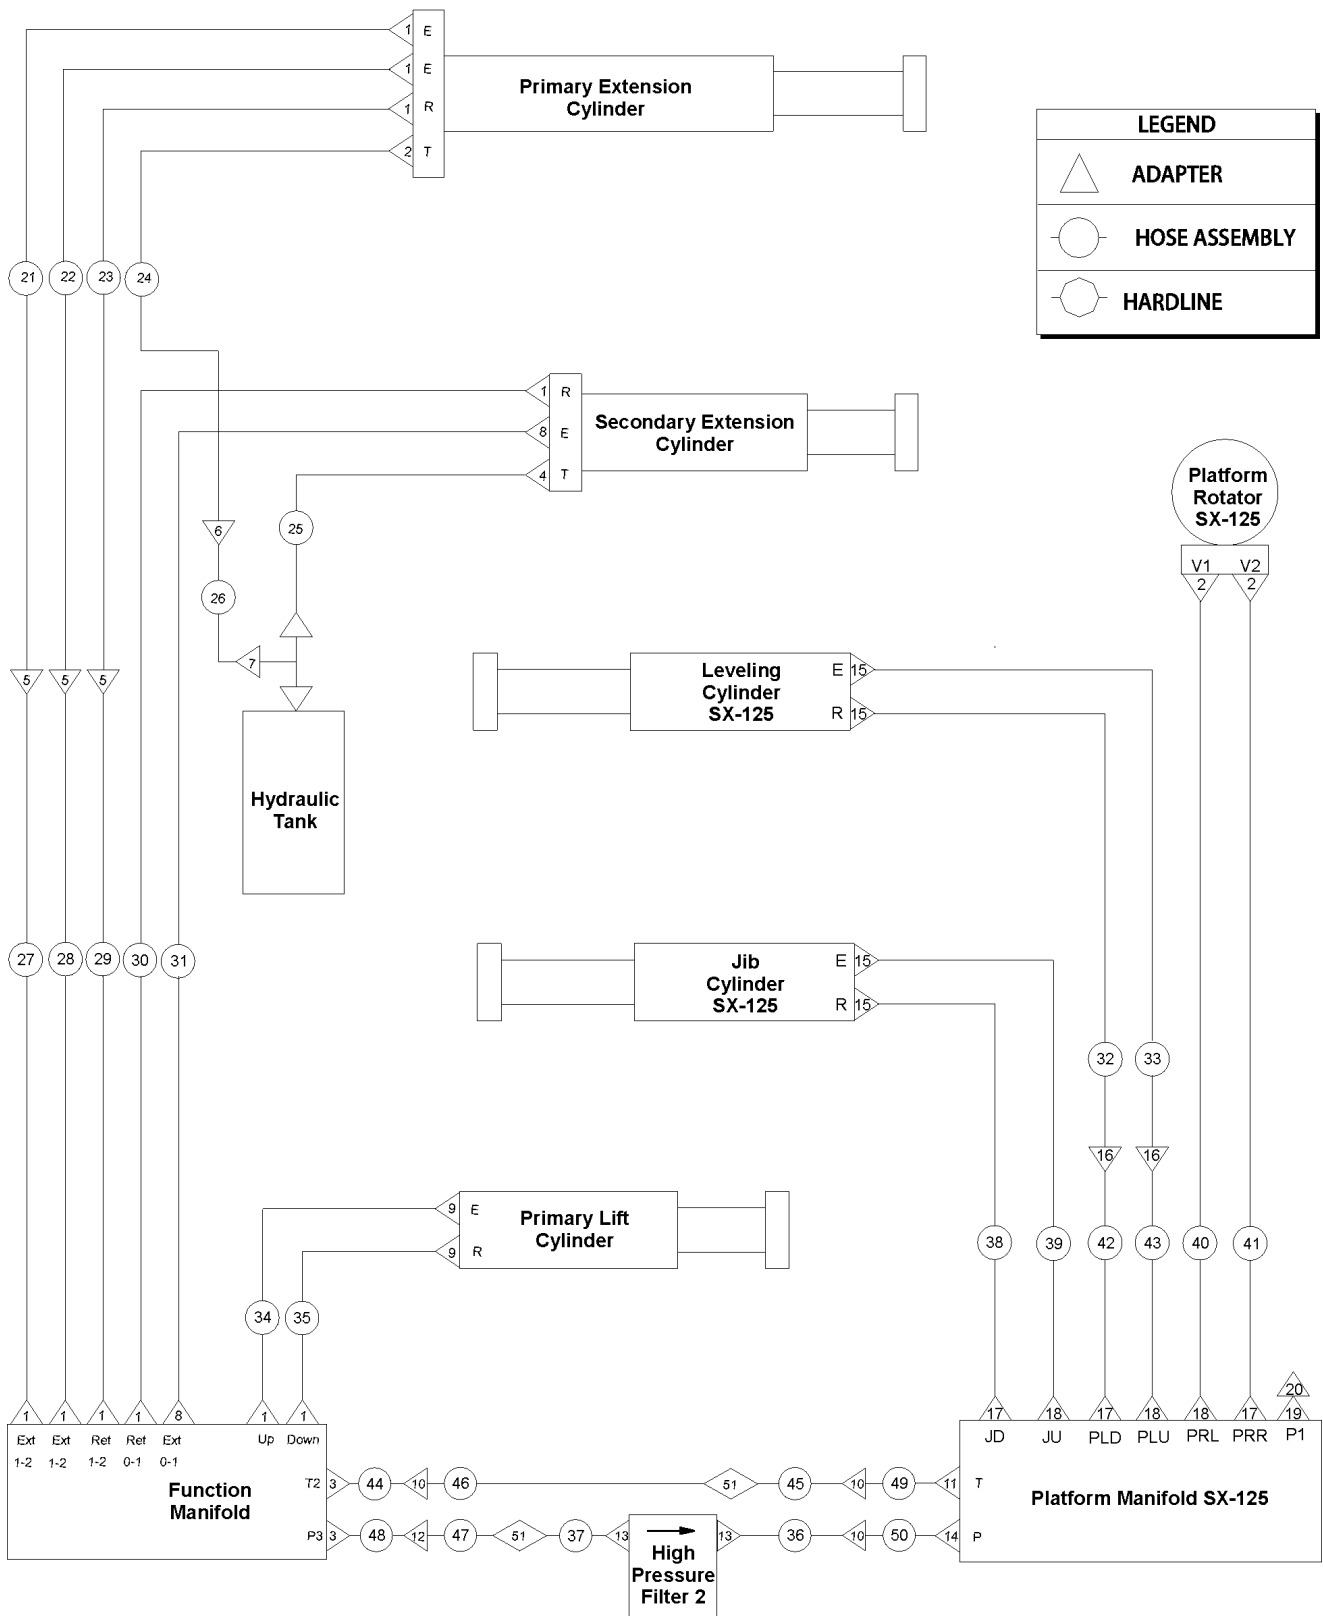 1 E
1 E
Primary Extension
Cylinder
1 R
2 T
LEGEND
ADAPTER
HOSE ASSEMBLY
HARDLINE
21 22 23 24
1 R
Secondary Extension
Cylinder
8 E
4 T
Platform
Rotator
SX-125
V1 V2
2 2
6
25
26
7
5 5 5
Leveling
Cylinder
SX-125
E 15
R 15
Hydraulic
Tank
27 28 29 30 31
Jib
Cylinder
SX-125
E 15
R 15
32 33
16 16
9 E
Primary Lift
Cylinder
9 R
38 39 42 43 40 41
34 35
20
1 1 1 1 8 1 1
Ext Ext Ret Ret Ext Up Down
1-2 1-2 1-2 0-1 0-1
17 18 17 18 18 17 19
JD JU PLD PLU PRL PRR P1
Function
Manifold
T2 3 44 10 46 51 45 10 49 11 T
Platform Manifold SX-125
P3 3 48 12 47 51 37 13 13 36 10 50 14 P
High
Pressure
Filter 2